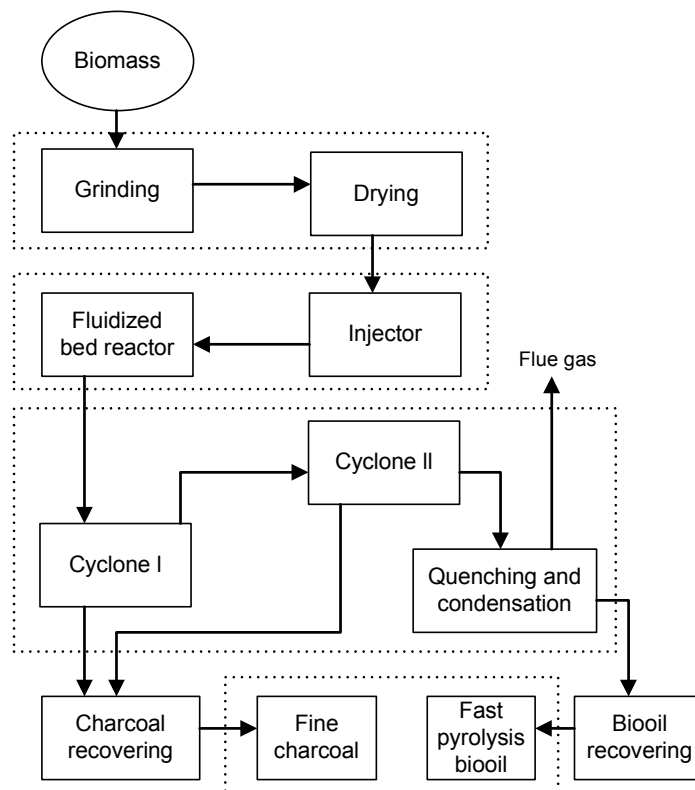 Biomass
Grinding
Drying
Fluidized
bed reactor
Injector
Flue gas
Cyclone II
Cyclone I
Quenching and
condensation
Charcoal
recovering
Fine
charcoal
Fast
pyrolysis
biooil
Biooil
recovering